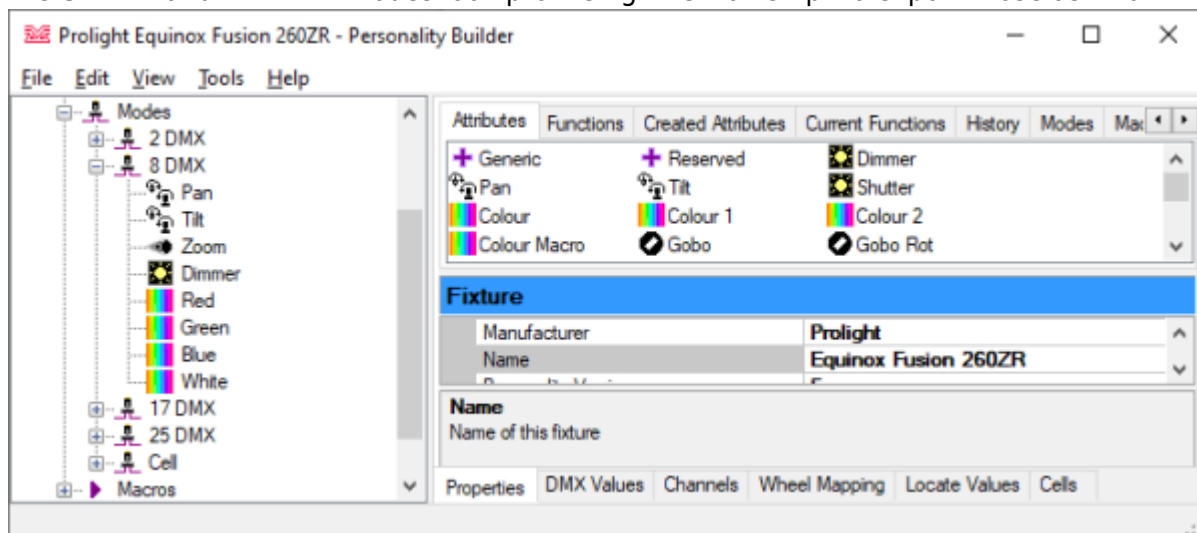 Prolight Equinox Fusion 260ZR - Personality Builder
File Edit View Tools Help
Modes
2 DMX
8 DMX
Pan
Tilt
Zoom
Dimmer
Red
Green
Blue
White
17 DMX
25 DMX
Cell
Macros
Attributes Functions Created Attributes Current Functions History Modes Mac
Generic Reserved Dimmer
Pan Tilt Shutter
Colour Colour 1 Colour 2
Colour Macro Gobo Gobo Rot
Fixture
Manufacturer Prolight
Name Equinox Fusion 260ZR
Name
Name of this fixture
Properties DMX Values Channels Wheel Mapping Locate Values Cells